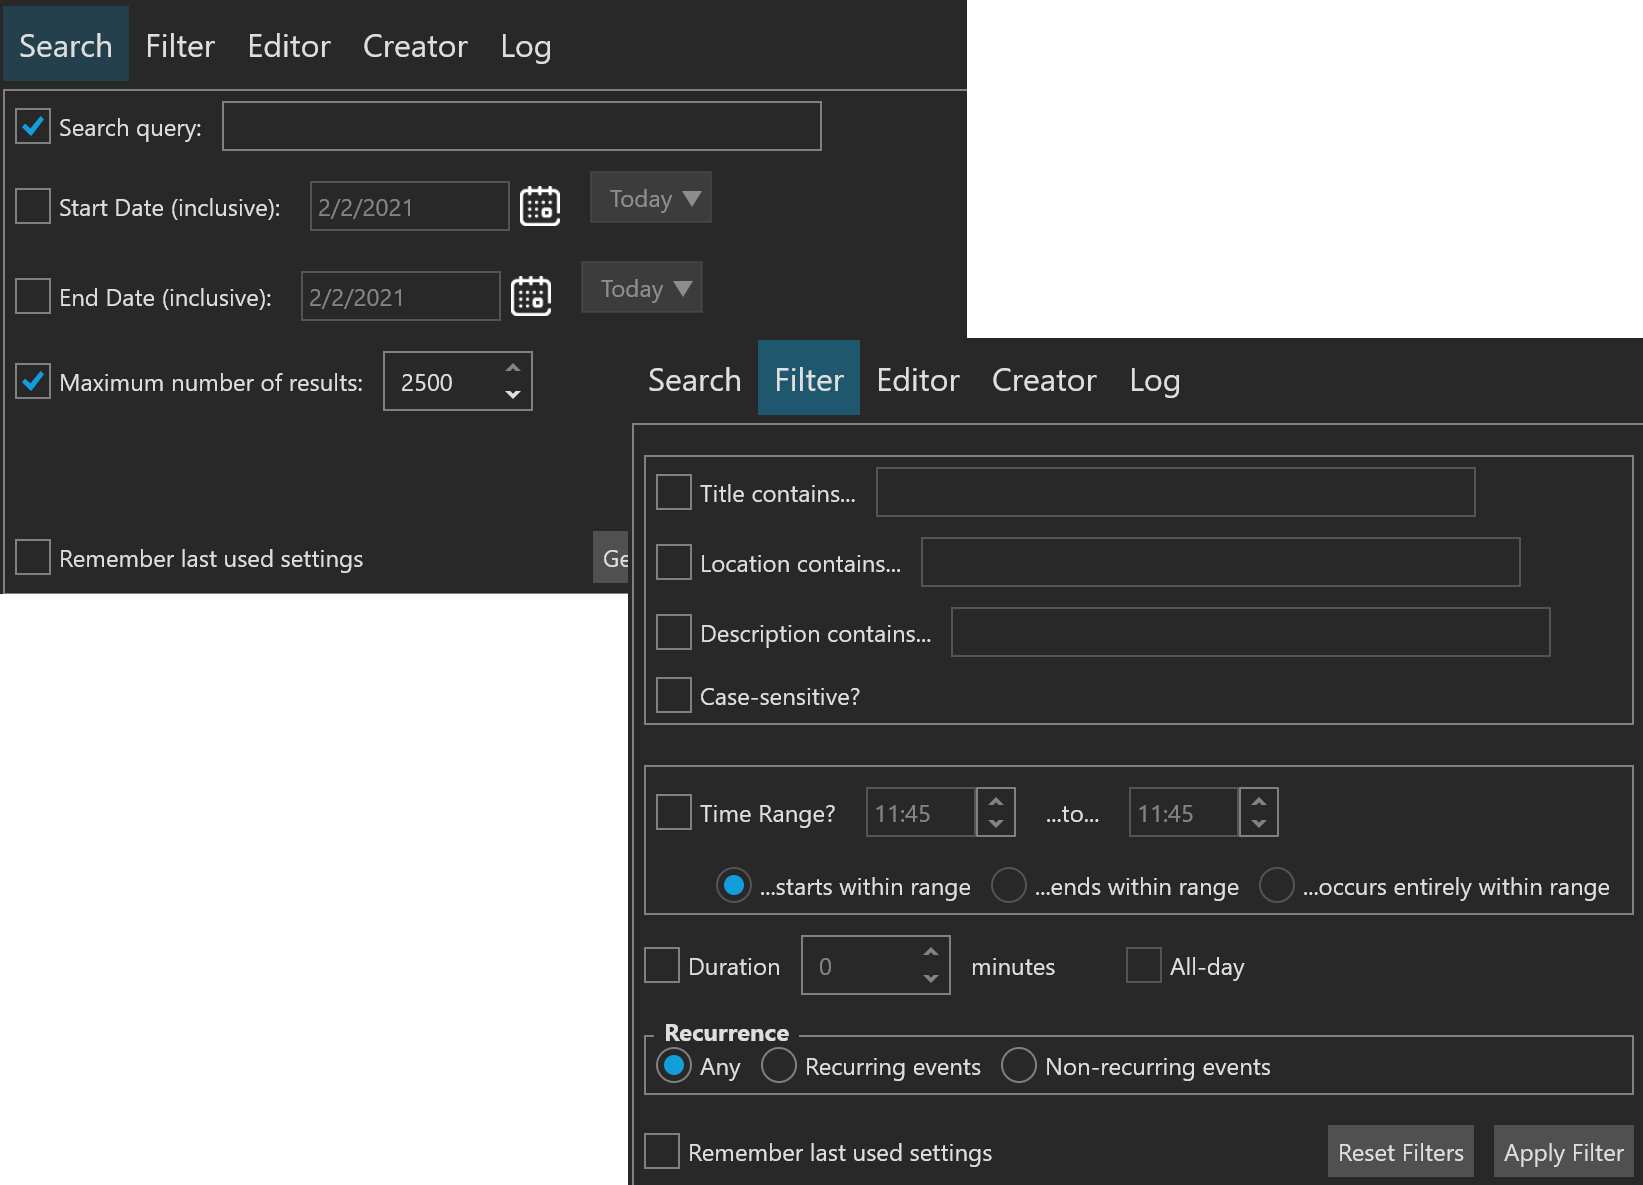 Search Filter Editor Creator Log
Search query:
Start Date (inclusive): 2/2/2021 Today
End Date (inclusive): 2/2/2021 Today
Maximum number of results: 2500
Remember last used settings Ge
Search Filter Editor Creator Log
Title contains...
Location contains...
Description contains...
Case-sensitive?
Time Range? 11:45 ...to... 11:45
...starts within range ...ends within range ...occurs entirely within range
Duration 0 minutes All-day
Recurrence
Any Recurring events Non-recurring events
Remember last used settings Reset Filters Apply Filter